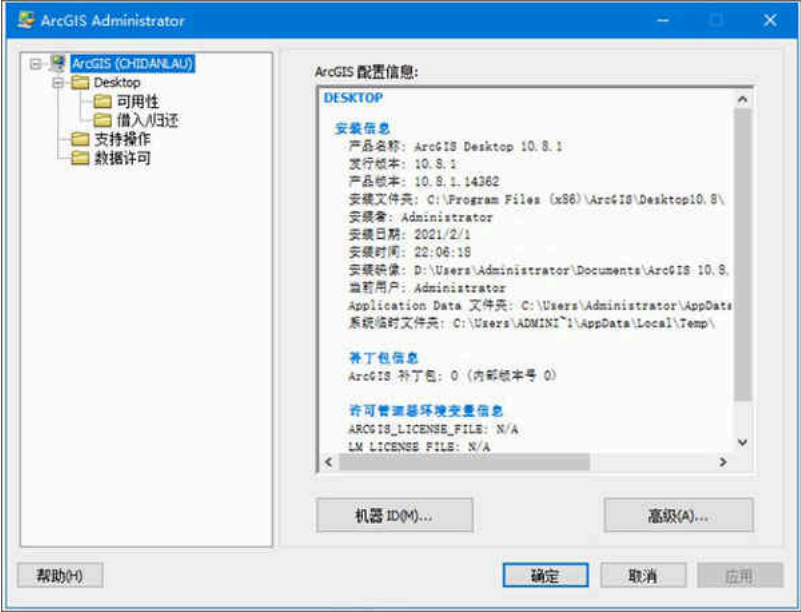 ArcGIS Administrator
ArcGIS (CHIDANLAU)
Desktop
可用性
借入/归还
支持操作
数据许可
ArcGIS 配置信息:
DESKTOP
安装信息
产品名称: ArcGIS Desktop 10.8.1
发行版本: 10.8.1
产品版本: 10.8.1.14362
安装文件夹: C:\Program Files (x86)\ArcGIS\Desktop10.8\
安装者: Administrator
安装日期: 2021/2/1
安装时间: 22:06:18
安装映像: D:\Users\Administrator\Documents\ArcGIS 10.8.
当前用户: Administrator
Application Data 文件夹: C:\Users\Administrator\AppData
系统临时文件夹: C:\Users\ADMINI~1\AppData\Local\Temp\
补丁包信息
ArcGIS 补丁包: 0 (内部版本号 0)
许可管理器环境变量信息
ARCGIS_LICENSE_FILE: N/A
LM_LICENSE_FILE: N/A
机器 ID(M)...
高级(A)...
帮助(H)
确定
取消
应用